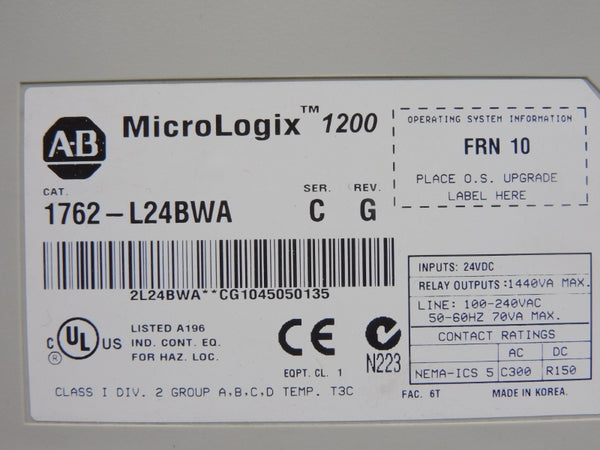 A-B
MicroLogix™ 1200
OPERATING SYSTEM INFORMATION
FRN 10
PLACE O.S. UPGRADE
LABEL HERE
CAT.
SER.
REV.
1762-L24BWA
C
G
2L24BWA**CG1045050135
INPUTS: 24VDC
RELAY OUTPUTS:1440VA MAX.
LINE: 100-240VAC
50-60HZ 70VA MAX.
CONTACT RATINGS
AC DC
NEMA-ICS 5 C300 R150
C UL US
®
LISTED A196
IND. CONT. EQ.
FOR HAZ. LOC.
CE
EQPT. CL. 1
N223
CLASS I DIV. 2 GROUP A,B,C,D TEMP. T3C
FAC. 6T
MADE IN KOREA.